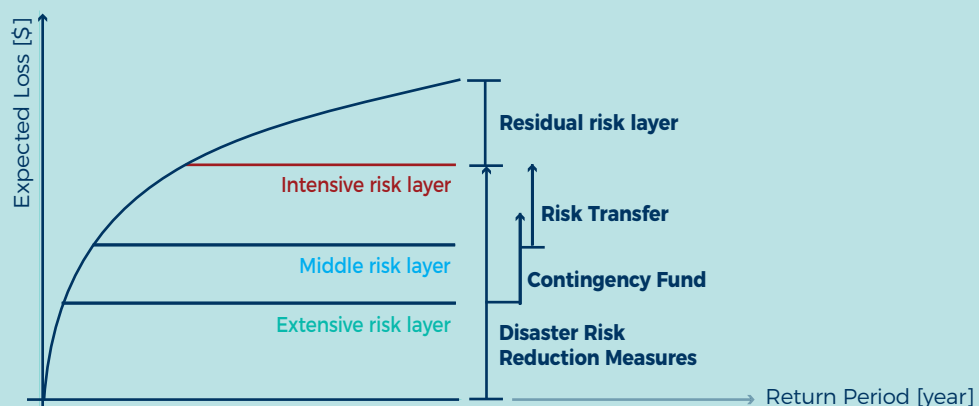 Expected Loss [$]
Residual risk layer
Intensive risk layer
Risk Transfer
Middle risk layer
Contingency Fund
Extensive risk layer
Disaster Risk
Reduction Measures
Return Period [year]